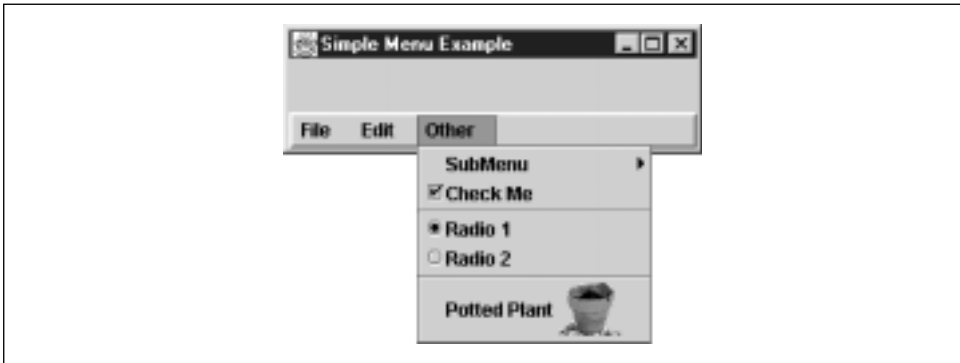 Simple Menu Example
File Edit Other
SubMenu
Check Me
Radio 1
Radio 2
Potted Plant